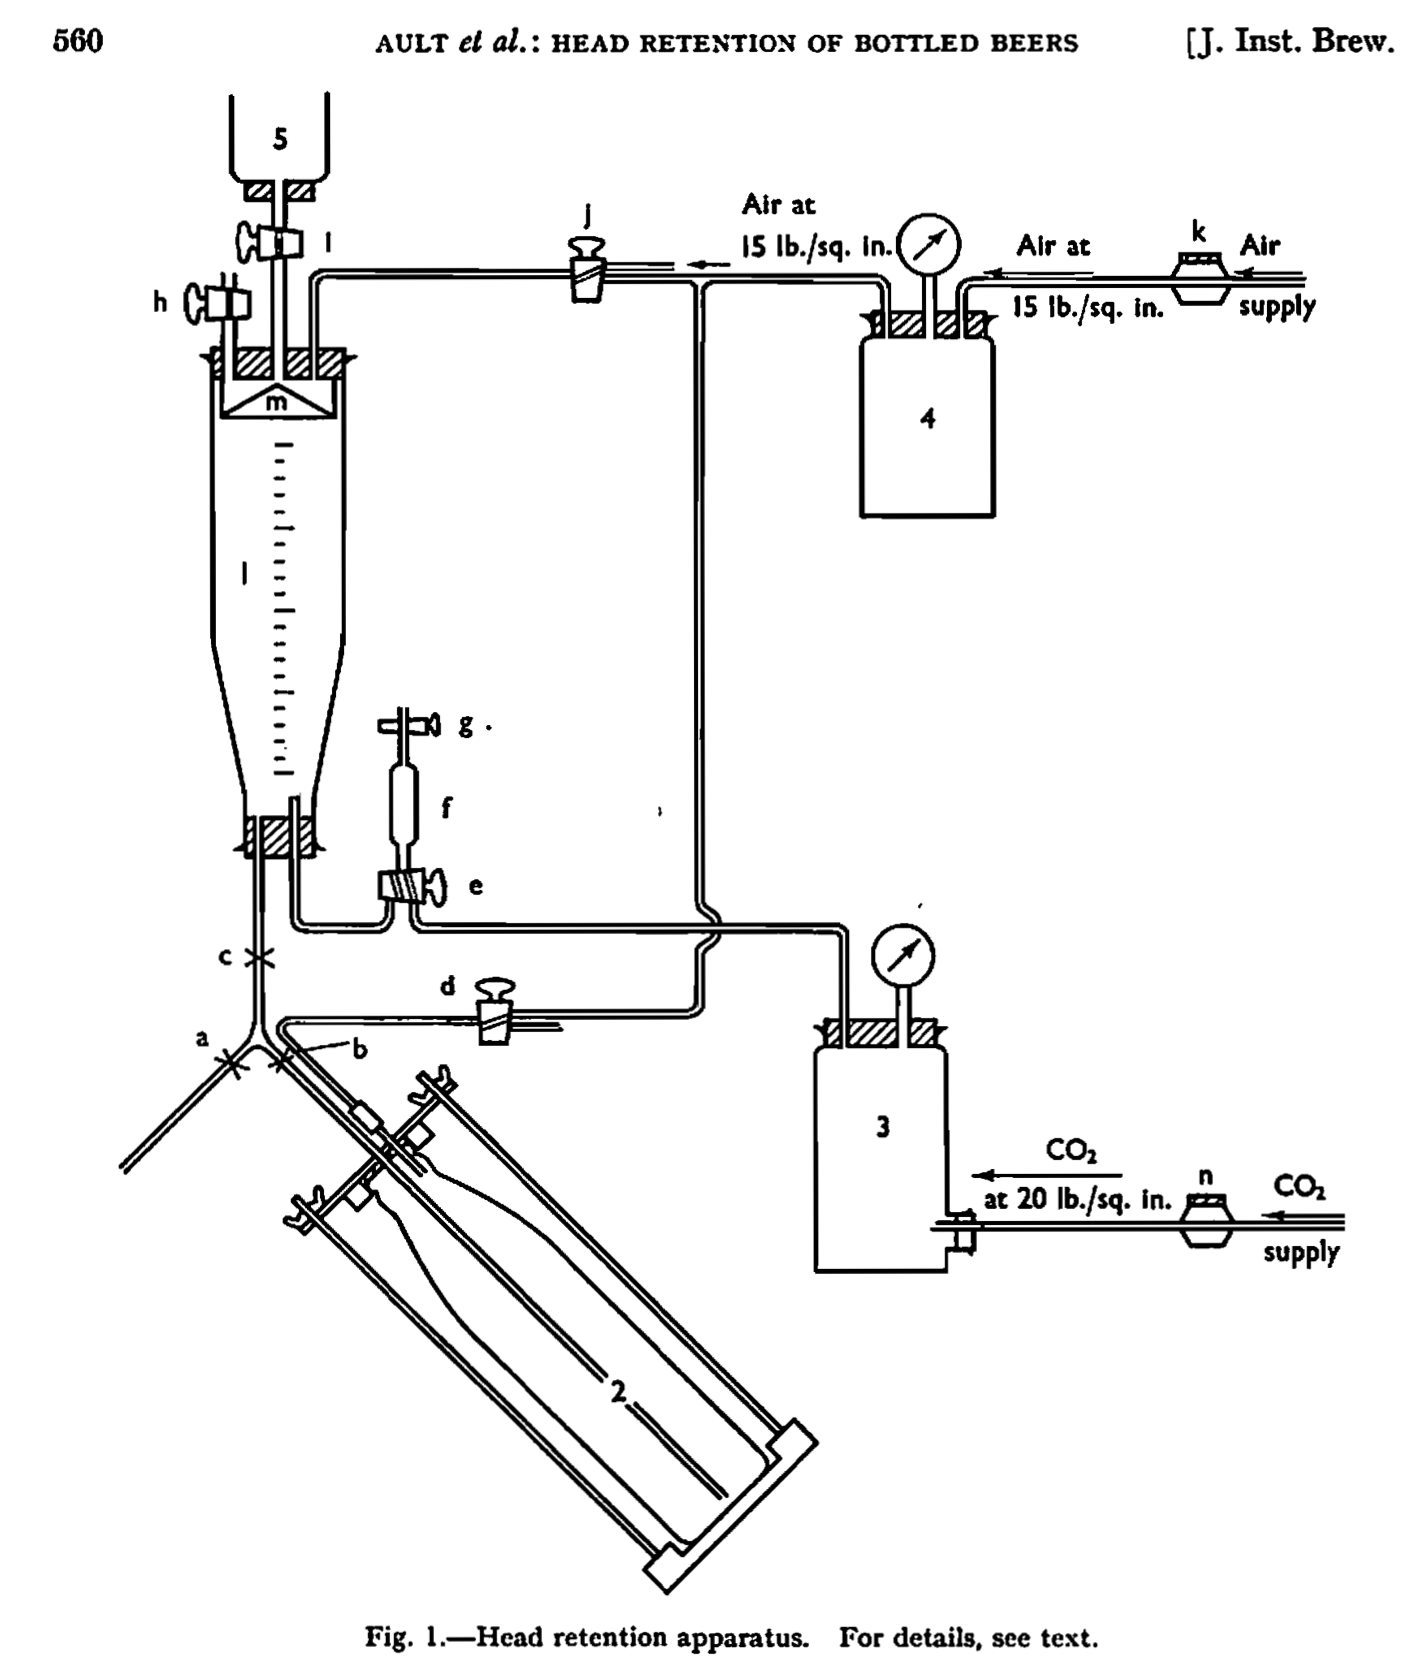 560 AULT et al.: HEAD RETENTION OF BOTTLED BEERS [J. Inst. Brew.
5
j
Air at
15 lb./sq. in.
Air at
15 lb./sq. in.
k
Air
supply
l
h
m
4
1
g
f
e
c
d
a
b
3
CO₂
at 20 lb./sq. in.
n
CO₂
supply
2
Fig. 1.—Head retention apparatus. For details, see text.